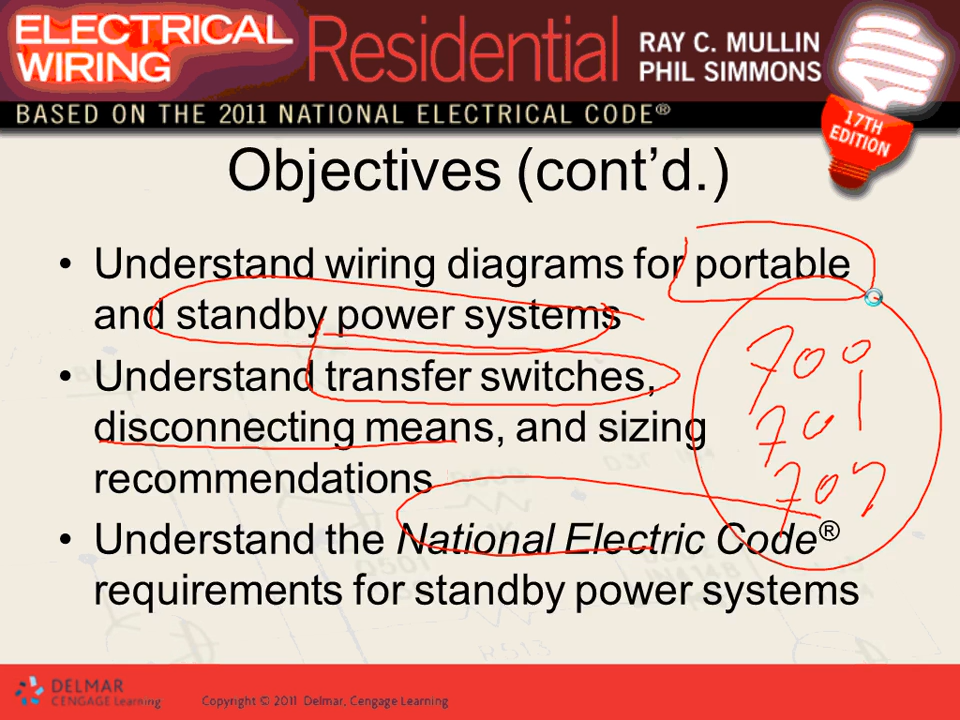 ELECTRICAL
WIRING
Residential
RAY C. MULLIN
PHIL SIMMONS
BASED ON THE 2011 NATIONAL ELECTRICAL CODE®
17TH
EDITION
Objectives (cont’d.)
• Understand wiring diagrams for portable
and standby power systems
• Understand transfer switches,
disconnecting means, and sizing
recommendations
• Understand the National Electric Code®
requirements for standby power systems
700
701
DELMAR
CENGAGE Learning
Copyright © 2011 Delmar, Cengage Learning